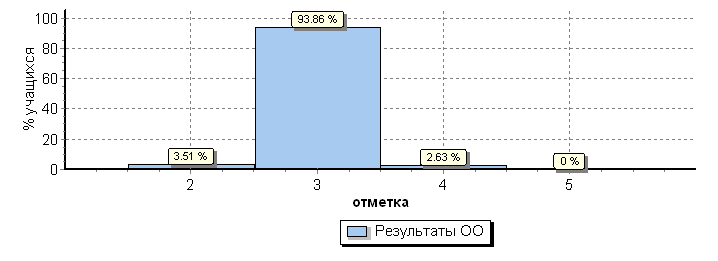 % учащихся
100
80
60
40
20
0
3.51 %
93.86 %
2.63 %
0 %
2 3 4 5
отметка
Результаты ОО